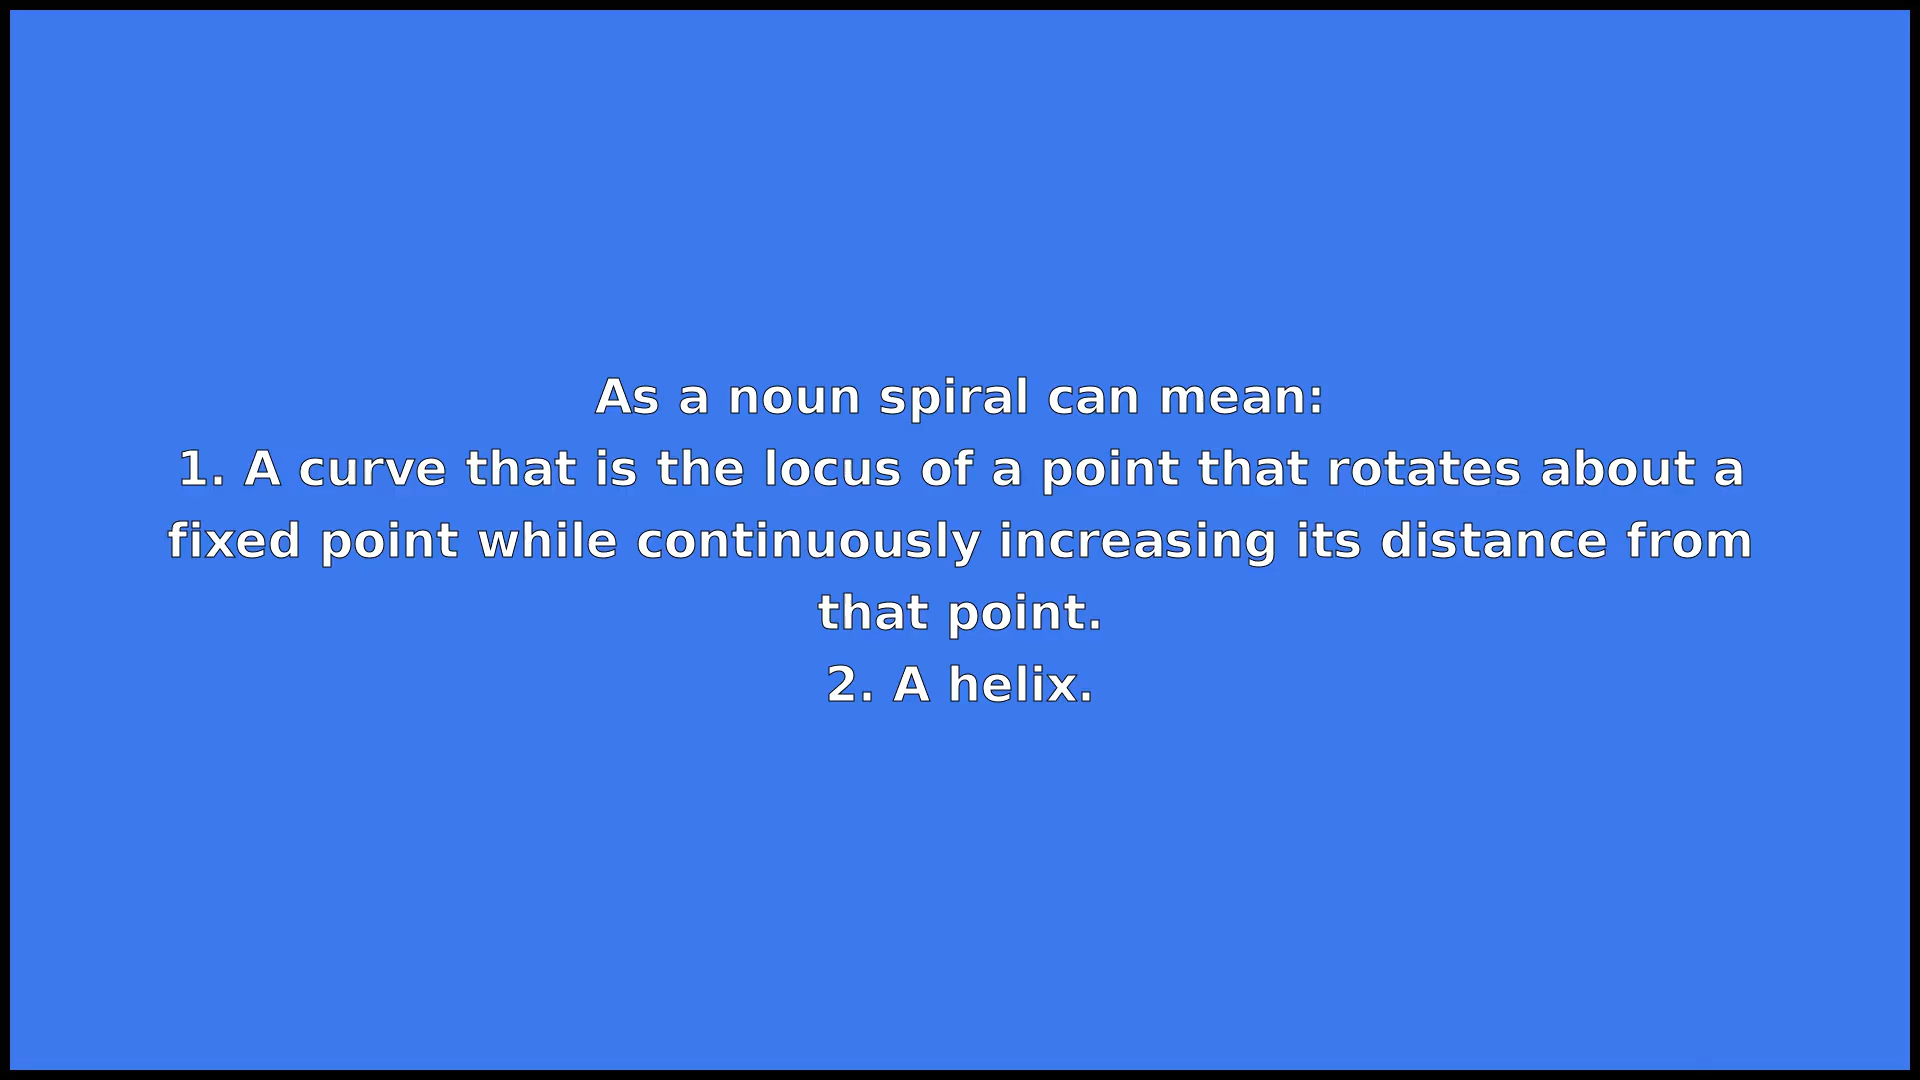 As a noun spiral can mean:
1. A curve that is the locus of a point that rotates about a
fixed point while continuously increasing its distance from
that point.
2. A helix.